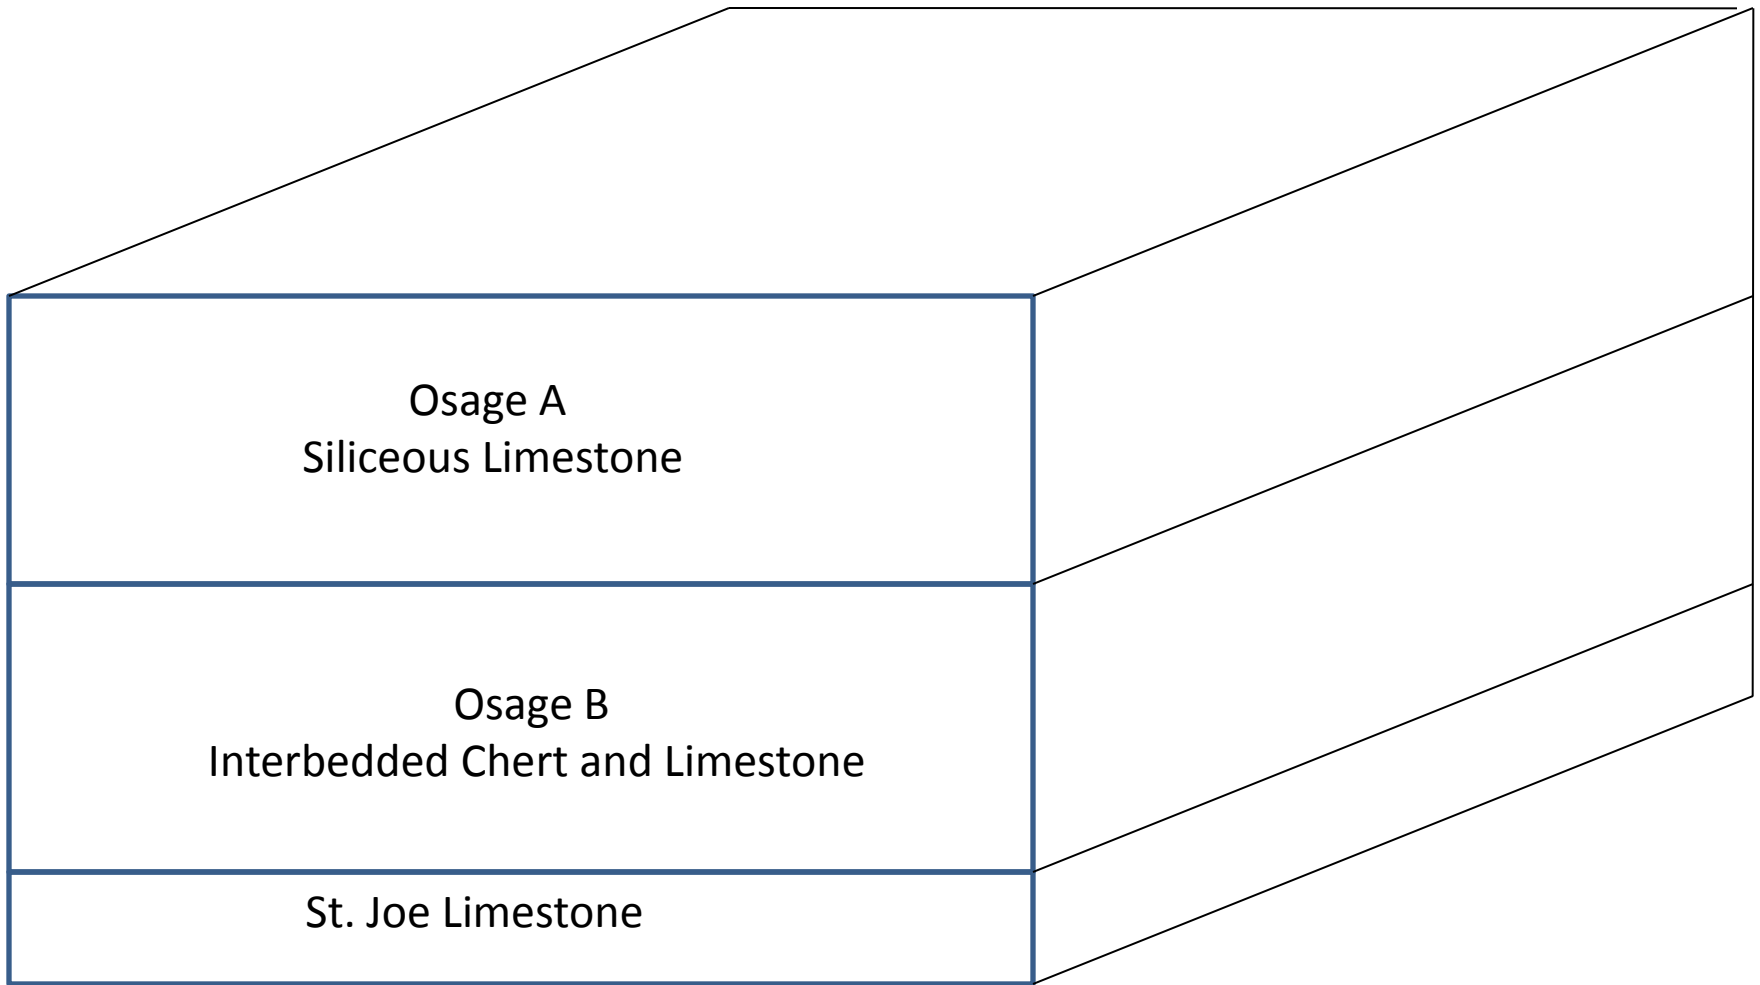 Osage A
Siliceous Limestone
Osage B
Interbedded Chert and Limestone
St. Joe Limestone